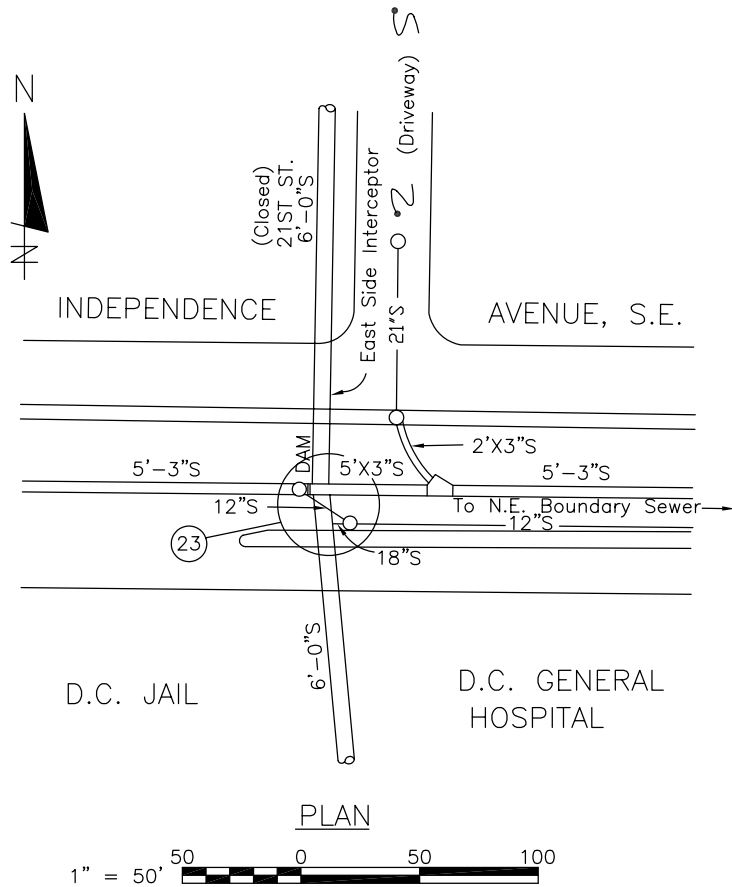 N
N
(Driveway)
(Closed)
21ST ST.
6'-0"S
East Side Interceptor
21"S
INDEPENDENCE
AVENUE, S.E.
DAM
2'X3"S
5'-3"S
5'X3"S
5'-3"S
12"S
To N.E. Boundary Sewer
12"S
23
18"S
6'-0"S
D.C. JAIL
D.C. GENERAL
HOSPITAL
PLAN
1" = 50'
50 0 50 100